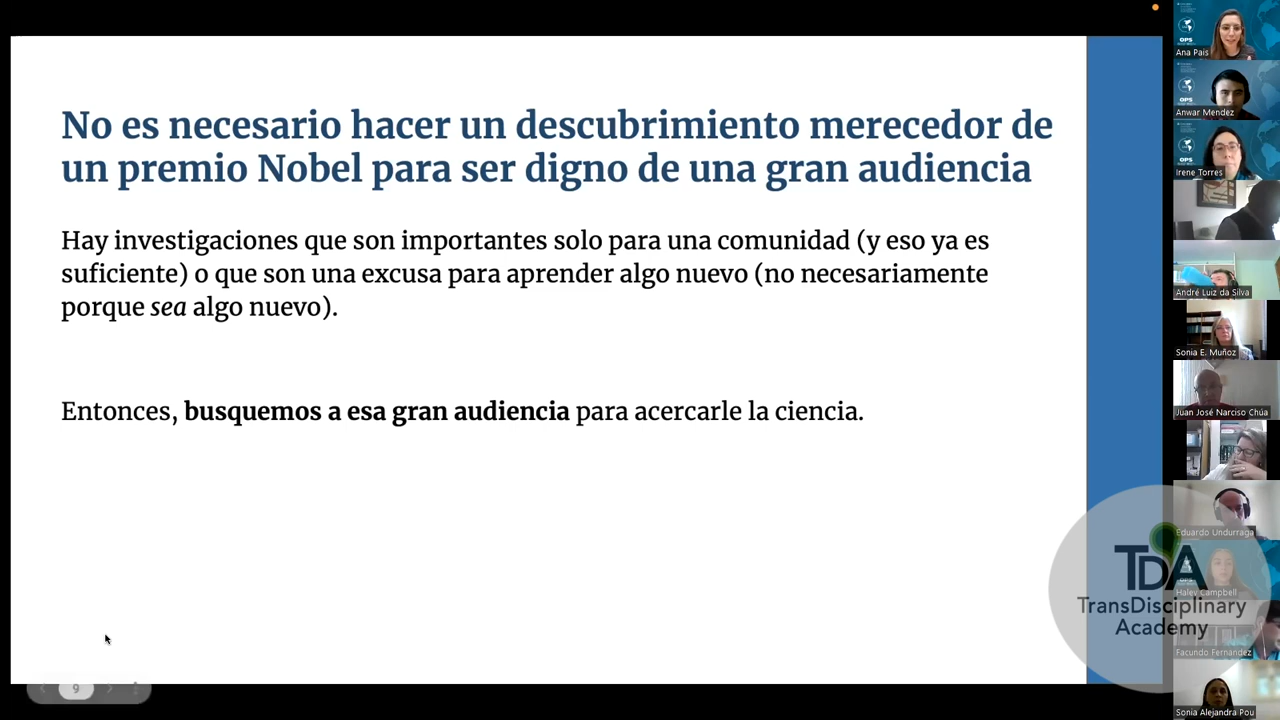 No es necesario hacer un descubrimiento merecedor de
un premio Nobel para ser digno de una gran audiencia
Hay investigaciones que son importantes solo para una comunidad (y eso ya es
suficiente) o que son una excusa para aprender algo nuevo (no necesariamente
porque sea algo nuevo).
Entonces, busquemos a esa gran audiencia para acercarle la ciencia.
9
OPS
Ana Pais
OPS
Anwar Mendez
OPS
Irene Torres
André Luiz da Silva
Sonia E. Muñoz
Juan José Narciso Chúa
Eduardo Undurraga
OPS
Haley Campbell
Facundo Fernandez
Sonia Alejandra Pou
TDA
TransDisciplinary
Academy